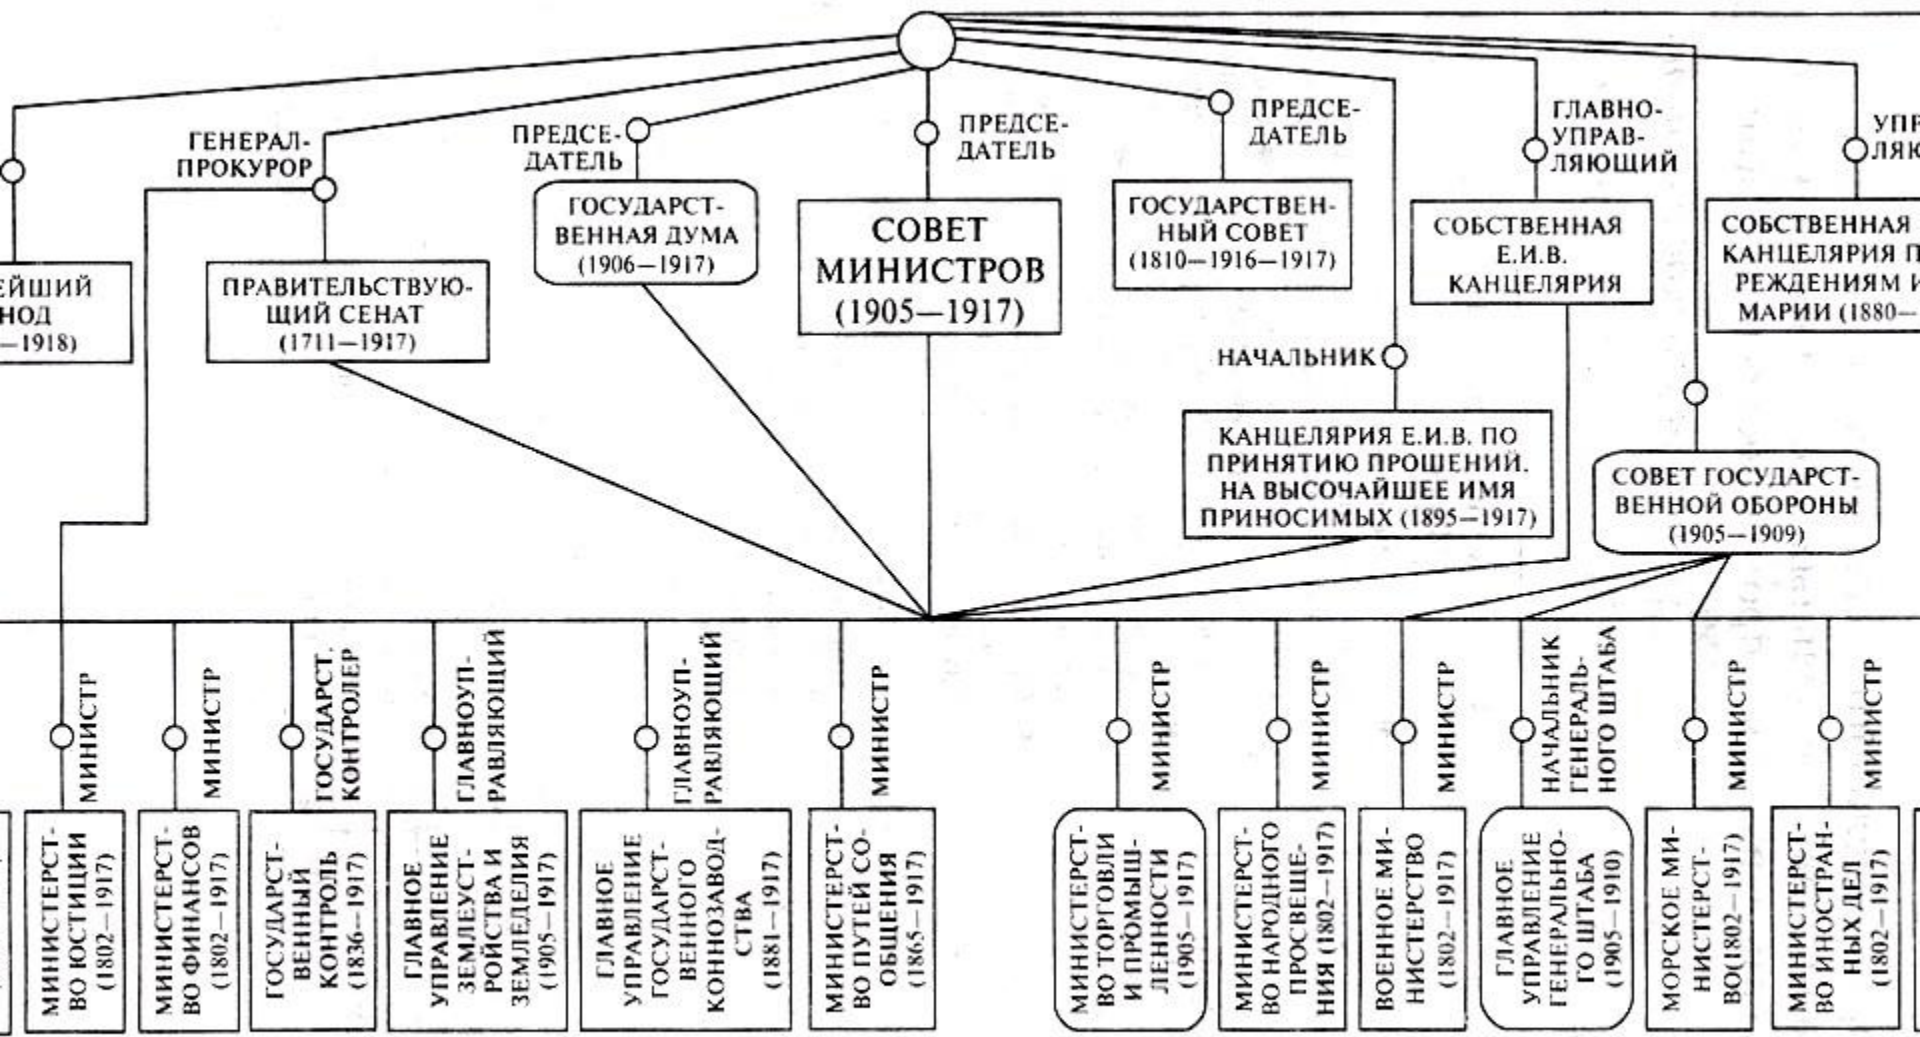 ГЕНЕРАЛ-
ПРОКУРОР
ПРЕДСЕ-
ДАТЕЛЬ
ПРЕДСЕ-
ДАТЕЛЬ
ПРЕДСЕ-
ДАТЕЛЬ
ГЛАВНО-
УПРАВ-
ЛЯЮЩИЙ
УПР
ЛЯЮ
ЕЙШИЙ
НОД
—1918)
ПРАВИТЕЛЬСТВУЮ-
ЩИЙ СЕНАТ
(1711—1917)
ГОСУДАРСТ-
ВЕННАЯ ДУМА
(1906—1917)
СОВЕТ
МИНИСТРОВ
(1905—1917)
ГОСУДАРСТВЕН-
НЫЙ СОВЕТ
(1810—1916—1917)
СОБСТВЕННАЯ
Е.И.В.
КАНЦЕЛЯРИЯ
СОБСТВЕННАЯ
КАНЦЕЛЯРИЯ П
РЕЖДЕНИЯМ И
МАРИИ (1880—
НАЧАЛЬНИК
КАНЦЕЛЯРИЯ Е.И.В. ПО
ПРИНЯТИЮ ПРОШЕНИЙ.
НА ВЫСОЧАЙШЕЕ ИМЯ
ПРИНОСИМЫХ (1895—1917)
СОВЕТ ГОСУДАРСТ-
ВЕННОЙ ОБОРОНЫ
(1905—1909)
МИНИСТР
МИНИСТР
ГОСУДАРСТ.
КОНТРОЛЕР
ГЛАВНОУП-
РАВЛЯЮЩИЙ
ГЛАВНОУП-
РАВЛЯЮЩИЙ
МИНИСТР
МИНИСТР
МИНИСТР
МИНИСТР
НАЧАЛЬНИК
ГЕНЕРАЛЬ-
НОГО ШТАБА
МИНИСТР
МИНИСТР
МИНИСТЕРСТ-
ВО ЮСТИЦИИ
(1802—1917)
МИНИСТЕРСТ-
ВО ФИНАНСОВ
(1802—1917)
ГОСУДАРСТ-
ВЕННЫЙ
КОНТРОЛЬ
(1836—1917)
ГЛАВНОЕ
УПРАВЛЕНИЕ
ЗЕМЛЕУСТ-
РОЙСТВА И
ЗЕМЛЕДЕЛИЯ
(1905—1917)
ГЛАВНОЕ
УПРАВЛЕНИЕ
ГОСУДАРСТ-
ВЕННОГО
КОННОЗАВОД-
СТВА
(1881—1917)
МИНИСТЕРСТ-
ВО ПУТЕЙ СО-
ОБЩЕНИЯ
(1865—1917)
МИНИСТЕРСТ-
ВО ТОРГОВЛИ
И ПРОМЫШ-
ЛЕННОСТИ
(1905—1917)
МИНИСТЕРСТ-
ВО НАРОДНОГО
ПРОСВЕЩЕ-
НИЯ (1802—1917)
ВОЕННОЕ МИ-
НИСТЕРСТВО
(1802—1917)
ГЛАВНОЕ
УПРАВЛЕНИЕ
ГЕНЕРАЛЬНО-
ГО ШТАБА
(1905—1910)
МОРСКОЕ МИ-
НИСТЕРСТ-
ВО(1802—1917)
МИНИСТЕРСТ-
ВО ИНОСТРАН-
НЫХ ДЕЛ
(1802—1917)